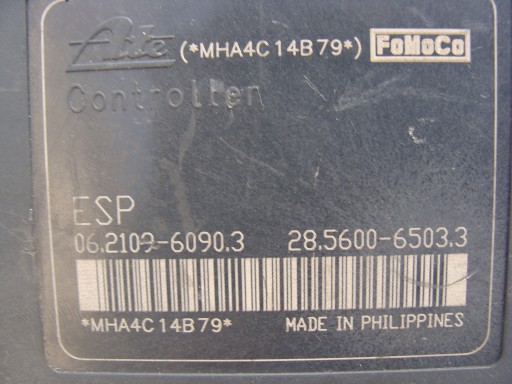 Ate (*MHA4C14B79*) FoMoCo
Controller
ESP
06.2109-6090.3 28.5600-6503.3
*MHA4C14B79* MADE IN PHILIPPINES